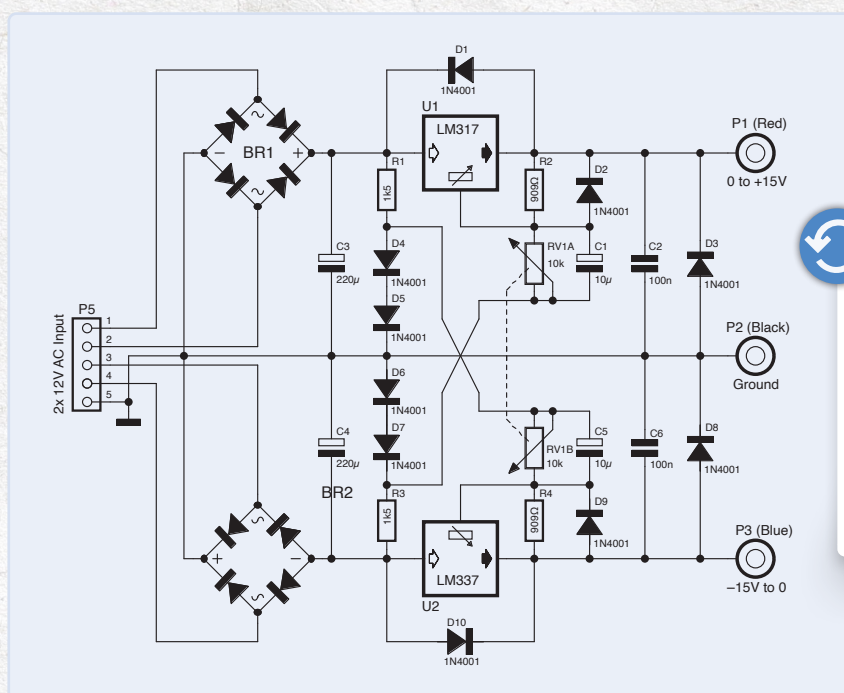 D1
1N4001
U1
LM317
P1 (Red)
0 to +15V
BR1
~
~
–
+
R1
1k5
R2
909Ω
D2
1N4001
D4
1N4001
D5
1N4001
C3
220µ
RV1A
10k
C1
10µ
C2
100n
D3
1N4001
P5
2x 12V AC Input
1
2
3
4
5
P2 (Black)
Ground
D6
1N4001
D7
1N4001
C4
220µ
BR2
RV1B
10k
C5
10µ
C6
100n
D8
1N4001
~
~
+
–
R3
1k5
R4
909Ω
D9
1N4001
LM337
U2
P3 (Blue)
–15V to 0
D10
1N4001